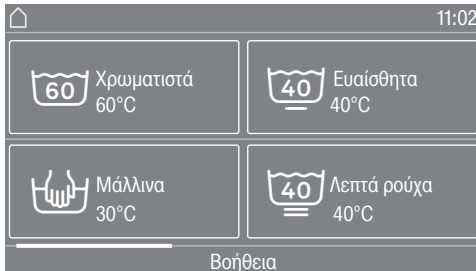 11:02
60
Χρωματιστά
60°C
40
Ευαίσθητα
40°C
Μάλλινα
30°C
40
Λεπτά ρούχα
40°C
Βοήθεια